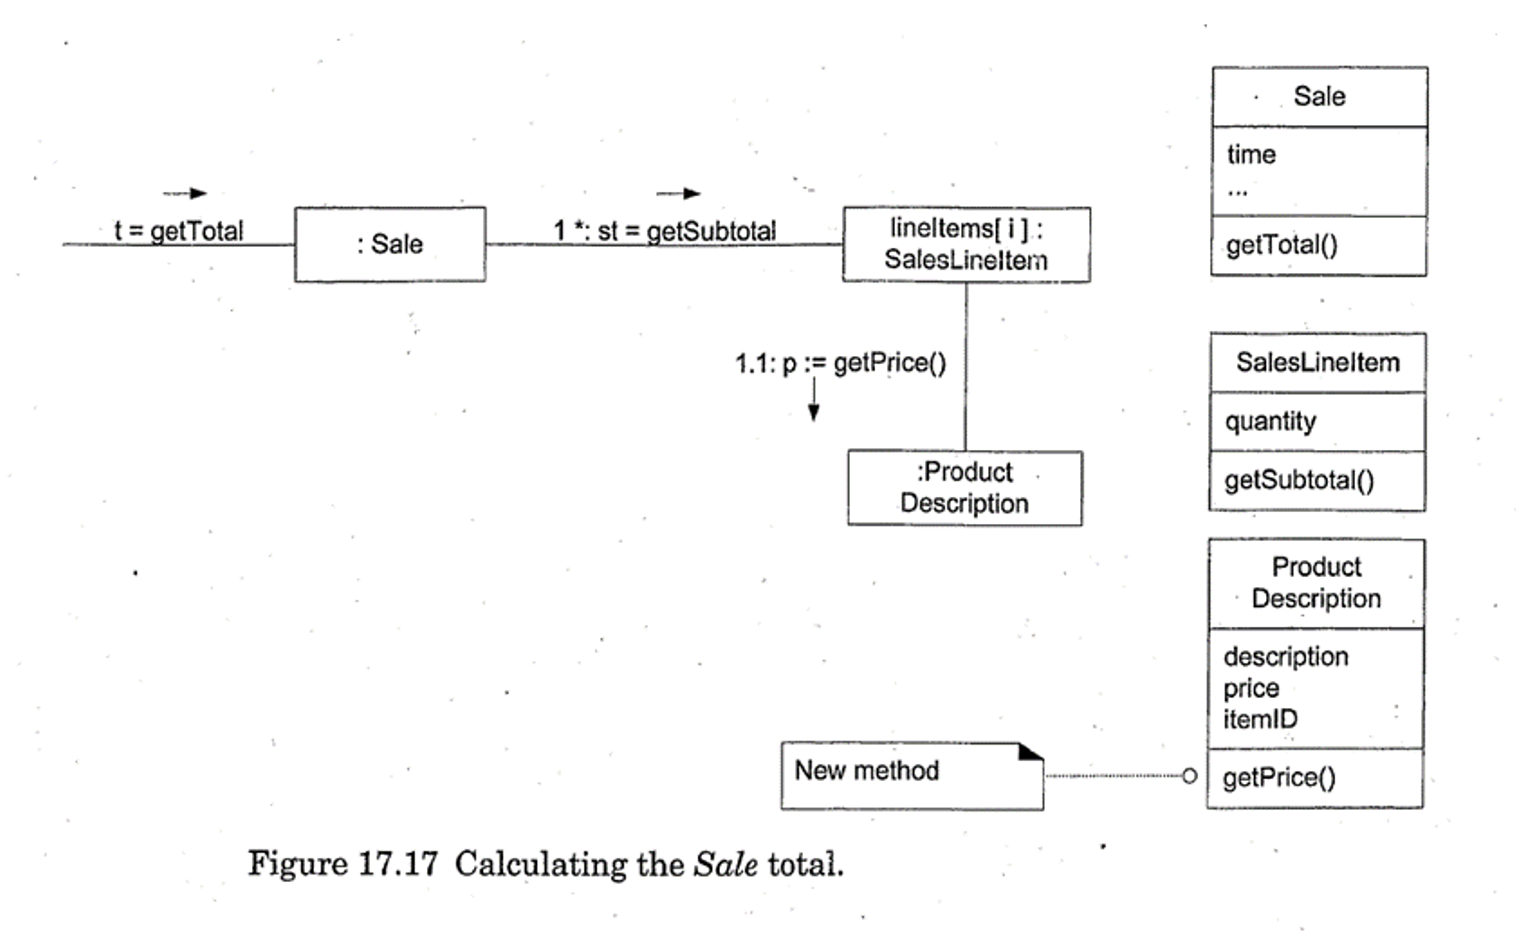 t = getTotal
: Sale
1 *: st = getSubtotal
lineItems[ i ] :
SalesLineItem
1.1: p := getPrice()
:Product
Description
Sale
time
...
getTotal()
SalesLineItem
quantity
getSubtotal()
Product
Description
description
price
itemID
getPrice()
New method
Figure 17.17 Calculating the Sale total.